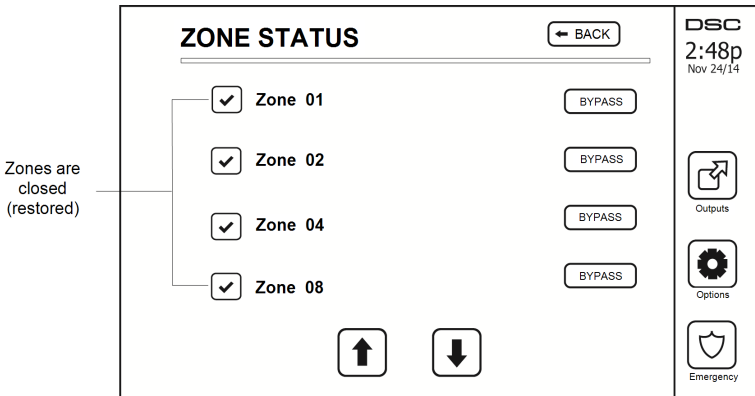 ZONE STATUS
BACK
DSC
2:48p
Nov 24/14
Zone 01
BYPASS
Zone 02
BYPASS
Zones are
closed
(restored)
Zone 04
BYPASS
Zone 08
BYPASS
Outputs
Options
Emergency